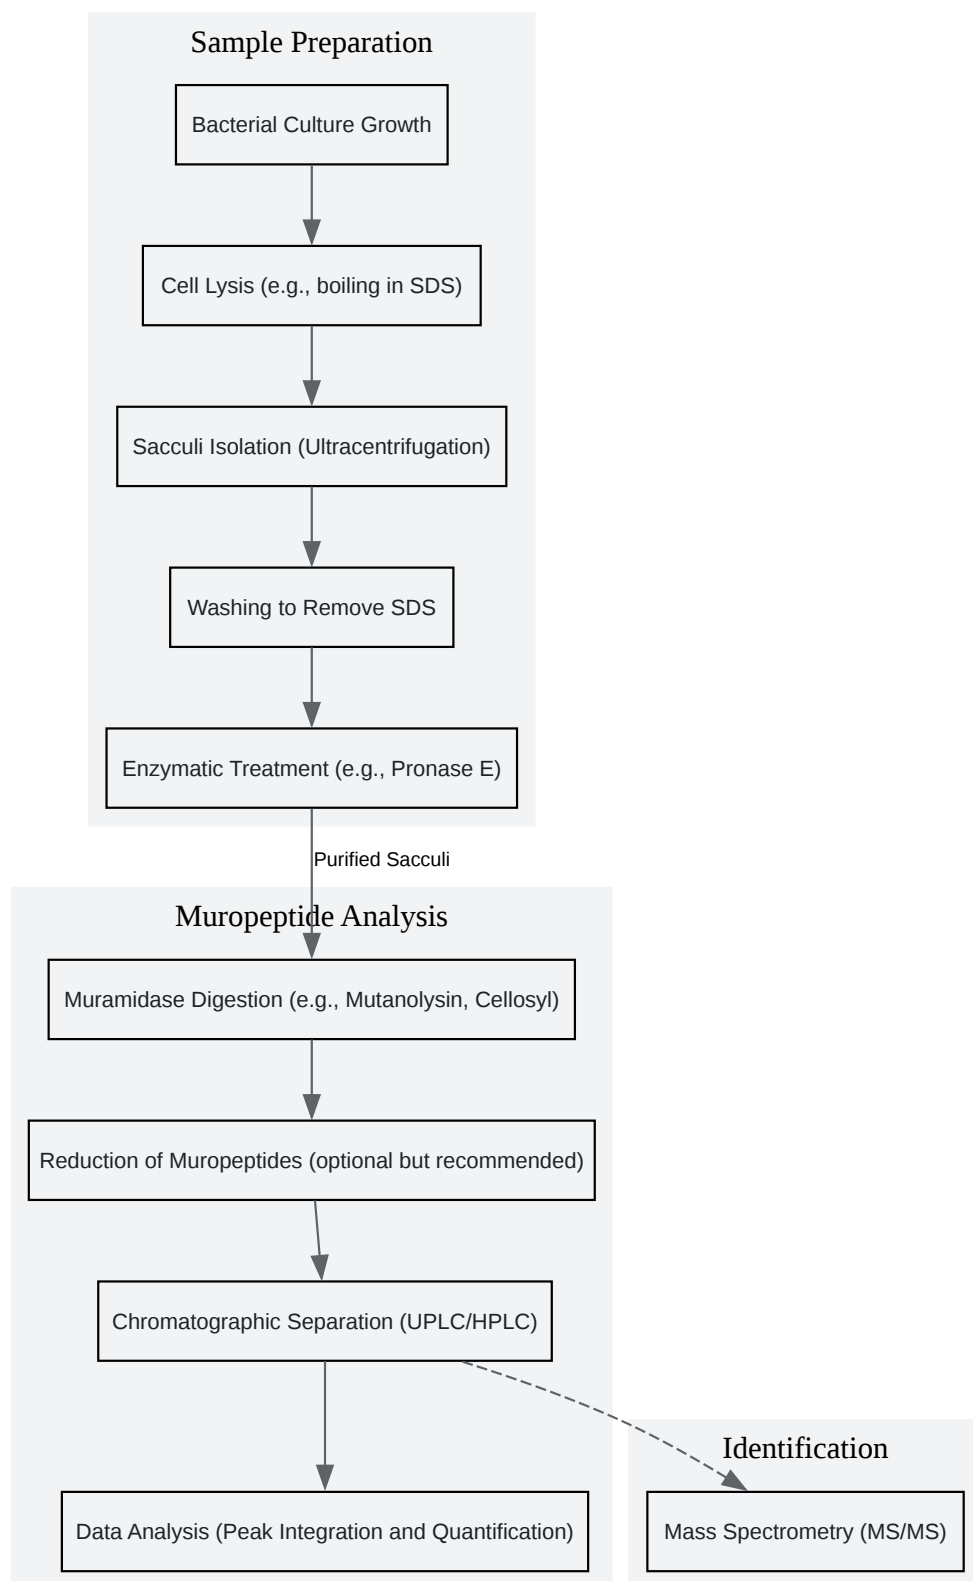 Sample Preparation
Bacterial Culture Growth
Cell Lysis (e.g., boiling in SDS)
Sacculi Isolation (Ultracentrifugation)
Washing to Remove SDS
Enzymatic Treatment (e.g., Pronase E)
Purified Sacculi
Muropeptide Analysis
Muramidase Digestion (e.g., Mutanolysin, Cellosyl)
Reduction of Muropeptides (optional but recommended)
Chromatographic Separation (UPLC/HPLC)
Identification
Data Analysis (Peak Integration and Quantification)
Mass Spectrometry (MS/MS)